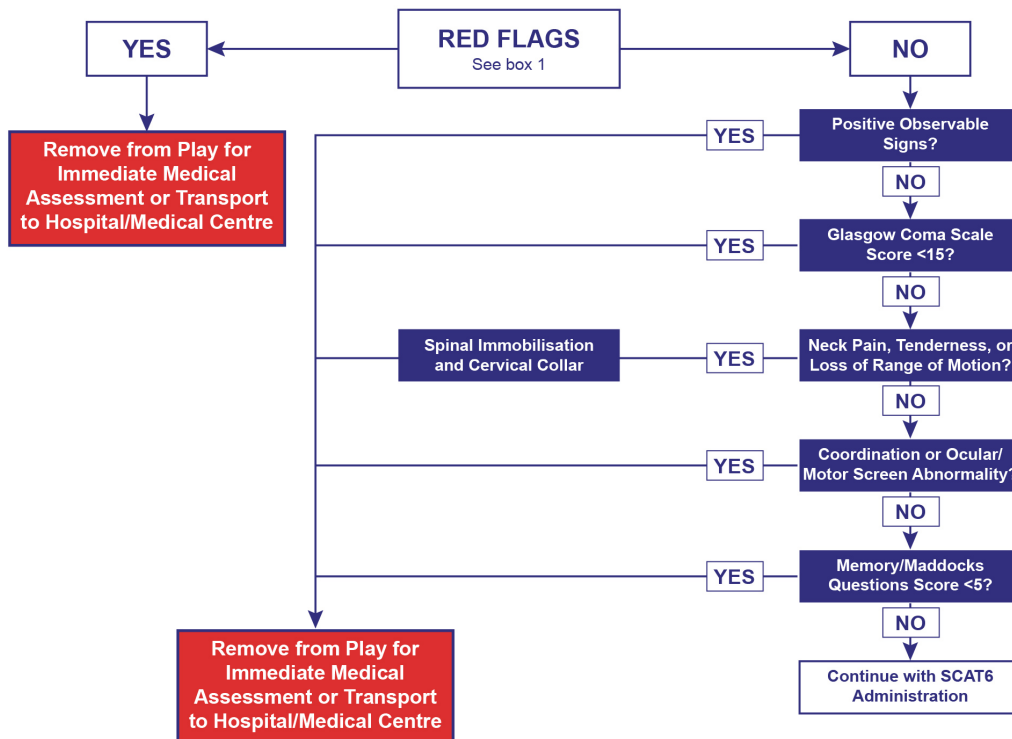 YES
RED FLAGS
See box 1
NO
Remove from Play for
Immediate Medical
Assessment or Transport
to Hospital/Medical Centre
YES
Positive Observable
Signs?
NO
YES
Glasgow Coma Scale
Score <15?
NO
Spinal Immobilisation
and Cervical Collar
YES
Neck Pain, Tenderness, or
Loss of Range of Motion?
NO
YES
Coordination or Ocular/
Motor Screen Abnormality?
NO
YES
Memory/Maddocks
Questions Score <5?
NO
Remove from Play for
Immediate Medical
Assessment or Transport
to Hospital/Medical Centre
Continue with SCAT6
Administration